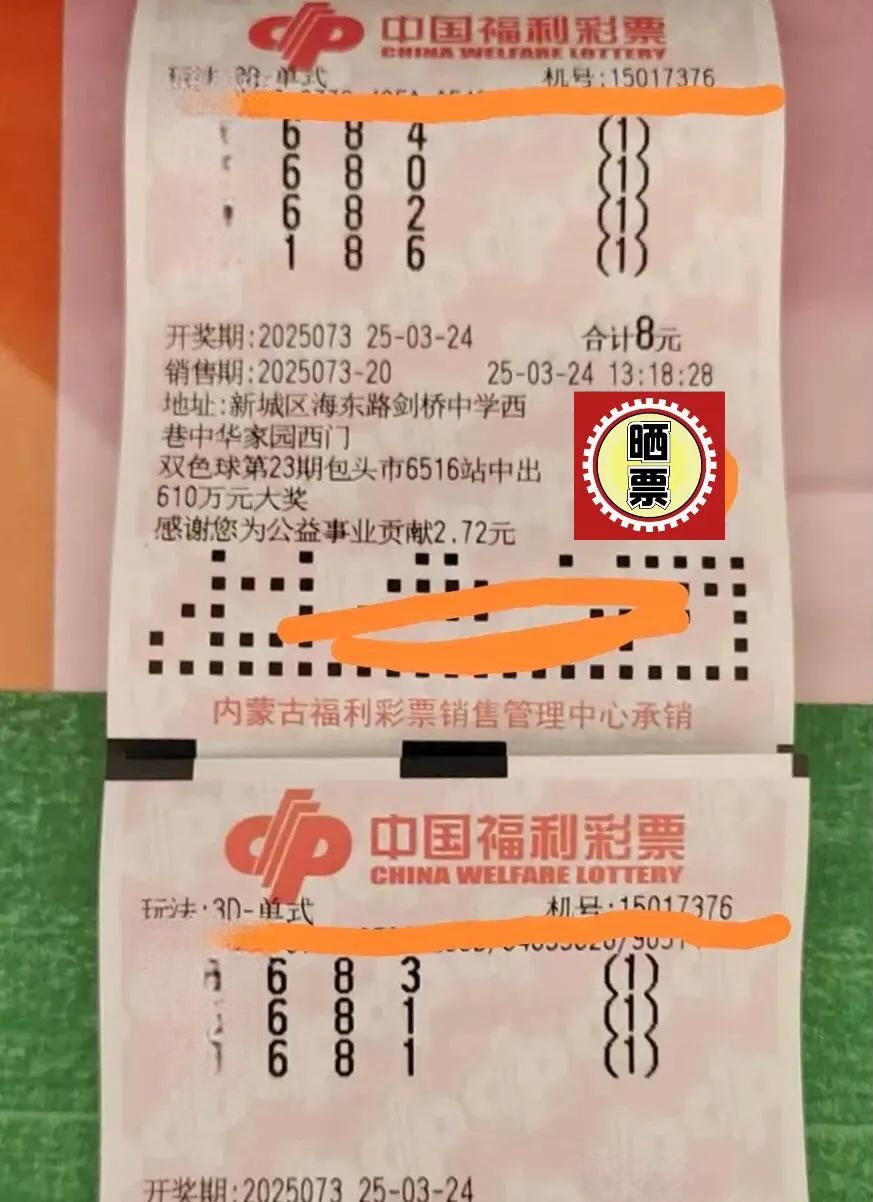 中国福利彩票
CHINA WELFARE LOTTERY
玩法:3D-单式 机号:15017376
6 8 4 (1)
6 8 0 (1)
6 8 2 (1)
1 8 6 (1)
开奖期:2025073 25-03-24 合计8元
销售期:2025073-20 25-03-24 13:18:28
地址:新城区海东路剑桥中学西
巷中华家园西门
双色球第23期包头市6516站中出
610万元大奖
感谢您为公益事业贡献2.72元
晒
票
内蒙古福利彩票销售管理中心承销
中国福利彩票
CHINA WELFARE LOTTERY
玩法:3D-单式 机号:15017376
6 8 3 (1)
6 8 1 (1)
6 8 1 (1)
开奖期:2025073 25-03-24